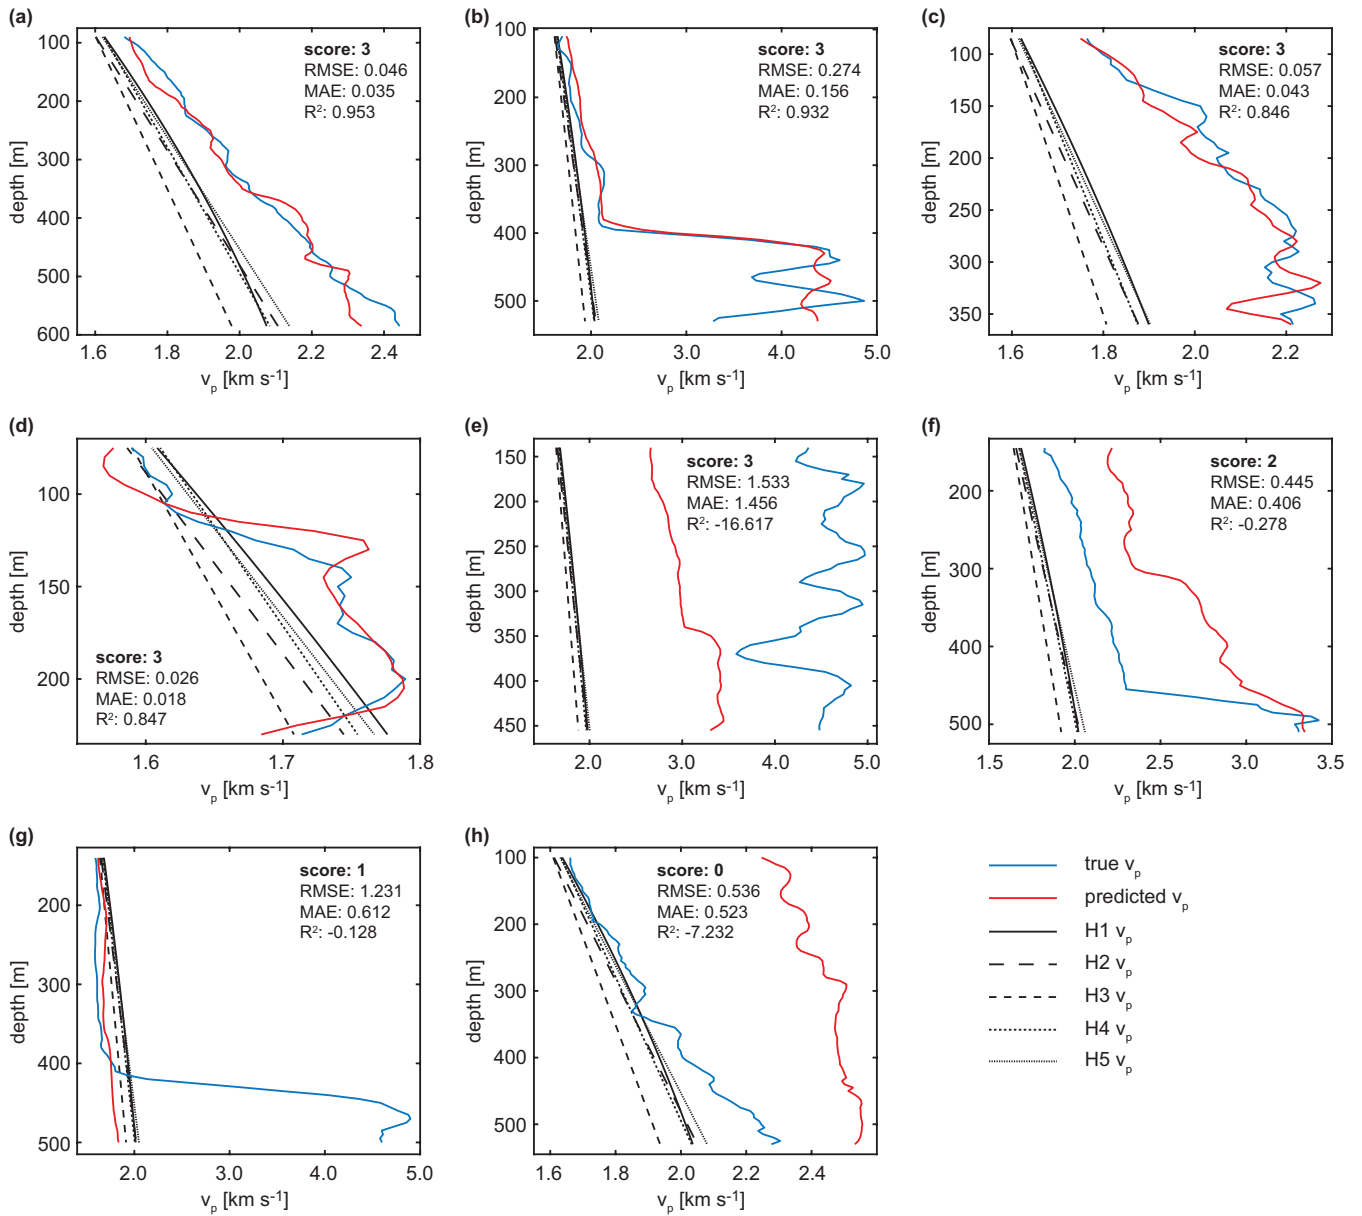 (a)
score: 3
RMSE: 0.046
MAE: 0.035
R²: 0.953
100
200
300
400
500
600
depth [m]
1.6 1.8 2.0 2.2 2.4
vₚ [km s⁻¹]
(b)
score: 3
RMSE: 0.274
MAE: 0.156
R²: 0.932
100
200
300
400
500
depth [m]
2.0 3.0 4.0 5.0
vₚ [km s⁻¹]
(c)
score: 3
RMSE: 0.057
MAE: 0.043
R²: 0.846
100
150
200
250
300
350
depth [m]
1.6 1.8 2.0 2.2
vₚ [km s⁻¹]
(d)
100
200
depth [m]
score: 3
RMSE: 0.026
MAE: 0.018
R²: 0.847
1.6 1.7 1.8
vₚ [km s⁻¹]
(e)
score: 3
RMSE: 1.533
MAE: 1.456
R²: -16.617
150
200
250
300
350
400
450
depth [m]
2.0 3.0 4.0 5.0
vₚ [km s⁻¹]
(f)
score: 2
RMSE: 0.445
MAE: 0.406
R²: -0.278
200
300
400
500
depth [m]
1.5 2.0 2.5 3.0 3.5
vₚ [km s⁻¹]
(g)
score: 1
RMSE: 1.231
MAE: 0.612
R²: -0.128
200
300
400
500
depth [m]
2.0 3.0 4.0 5.0
vₚ [km s⁻¹]
(h)
score: 0
RMSE: 0.536
MAE: 0.523
R²: -7.232
100
200
300
400
500
depth [m]
1.6 1.8 2.0 2.2 2.4
vₚ [km s⁻¹]
true vₚ
predicted vₚ
H1 vₚ
H2 vₚ
H3 vₚ
H4 vₚ
H5 vₚ